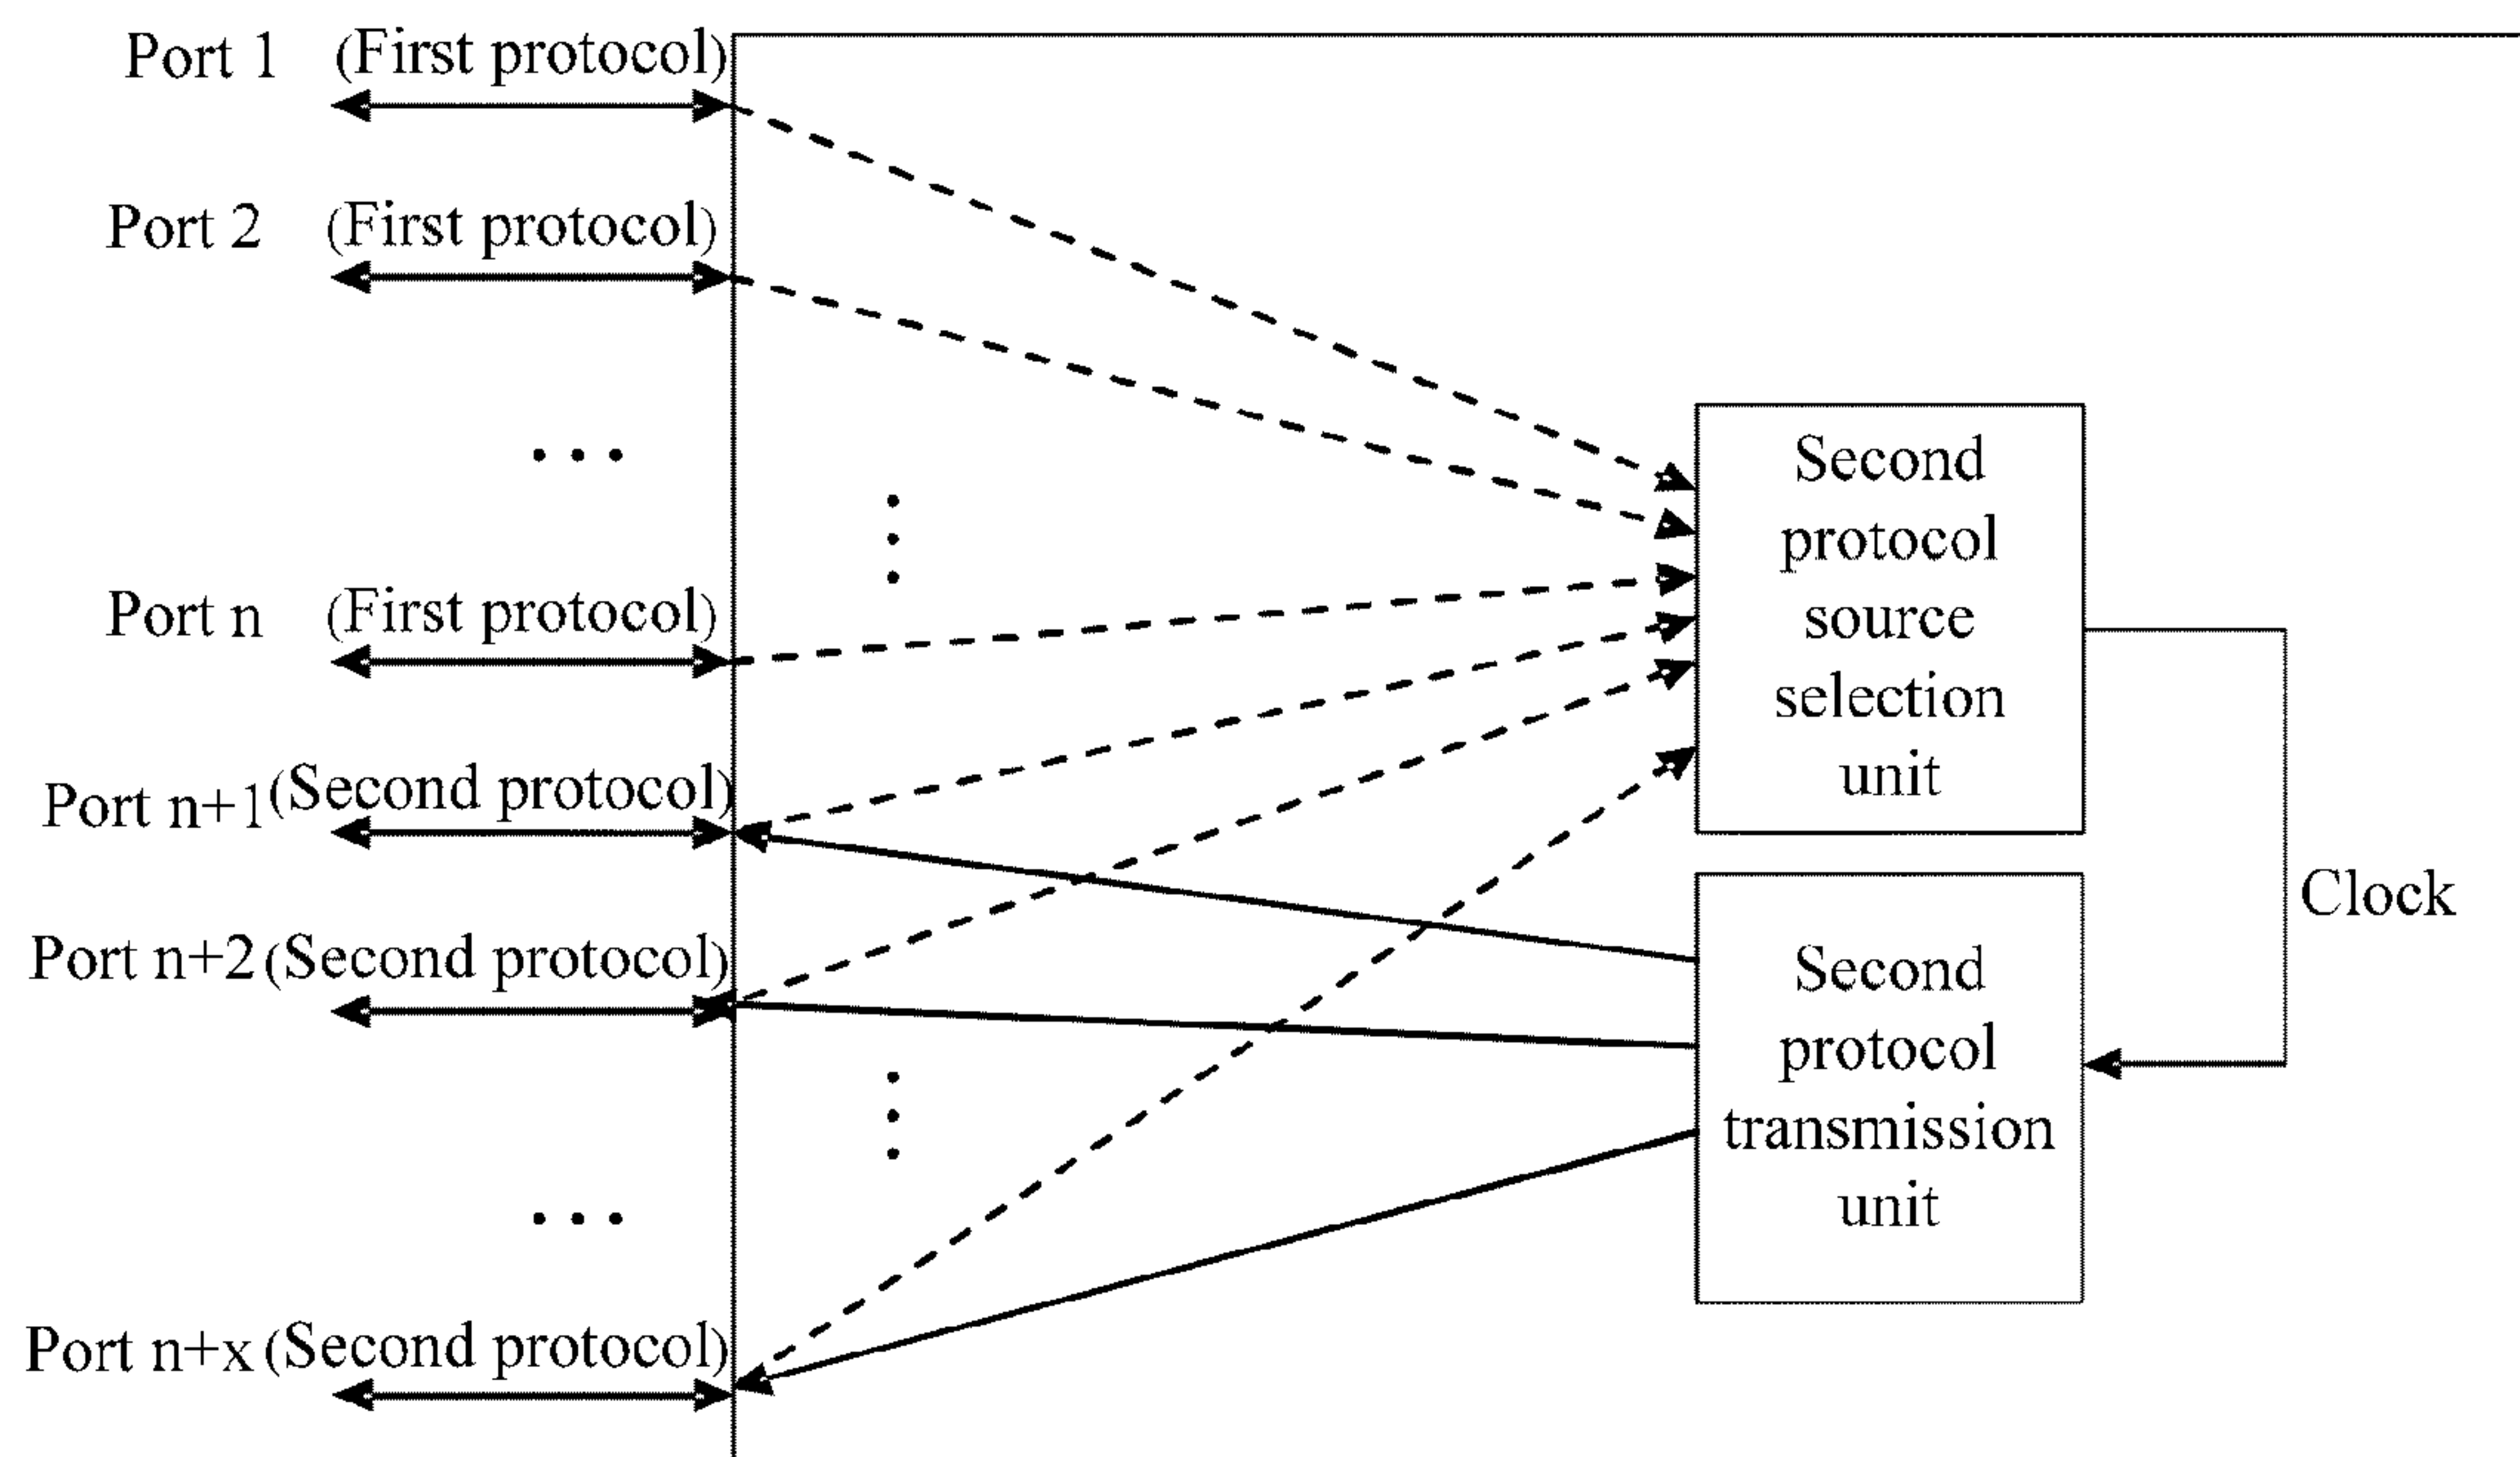 Port 1 (First protocol)
Port 2 (First protocol)
. . .
Port n (First protocol)
Port n+1 (Second protocol)
Port n+2 (Second protocol)
. . .
Port n+x (Second protocol)
Second
protocol
source
selection
unit
Clock
Second
protocol
transmission
unit